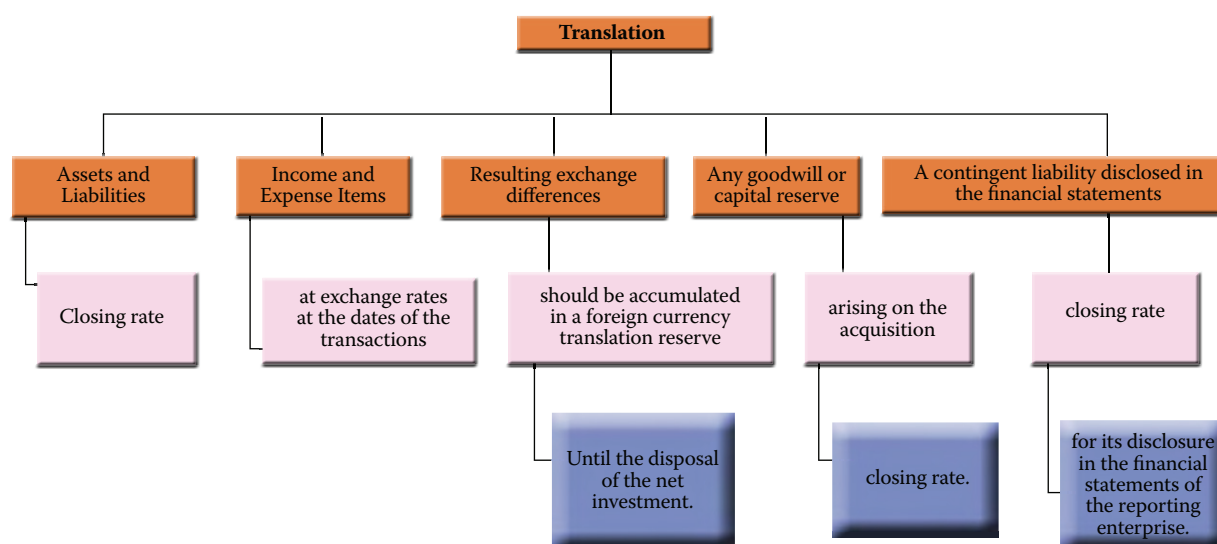 Translation
Assets and
Liabilities
Income and
Expense Items
Resulting exchange
differences
Any goodwill or
capital reserve
A contingent liability disclosed in
the financial statements
Closing rate
at exchange rates
at the dates of the
transactions
should be accumulated
in a foreign currency
translation reserve
arising on the
acquisition
closing rate
Until the disposal
of the net
investment.
closing rate.
for its disclosure
in the financial
statements of
the reporting
enterprise.